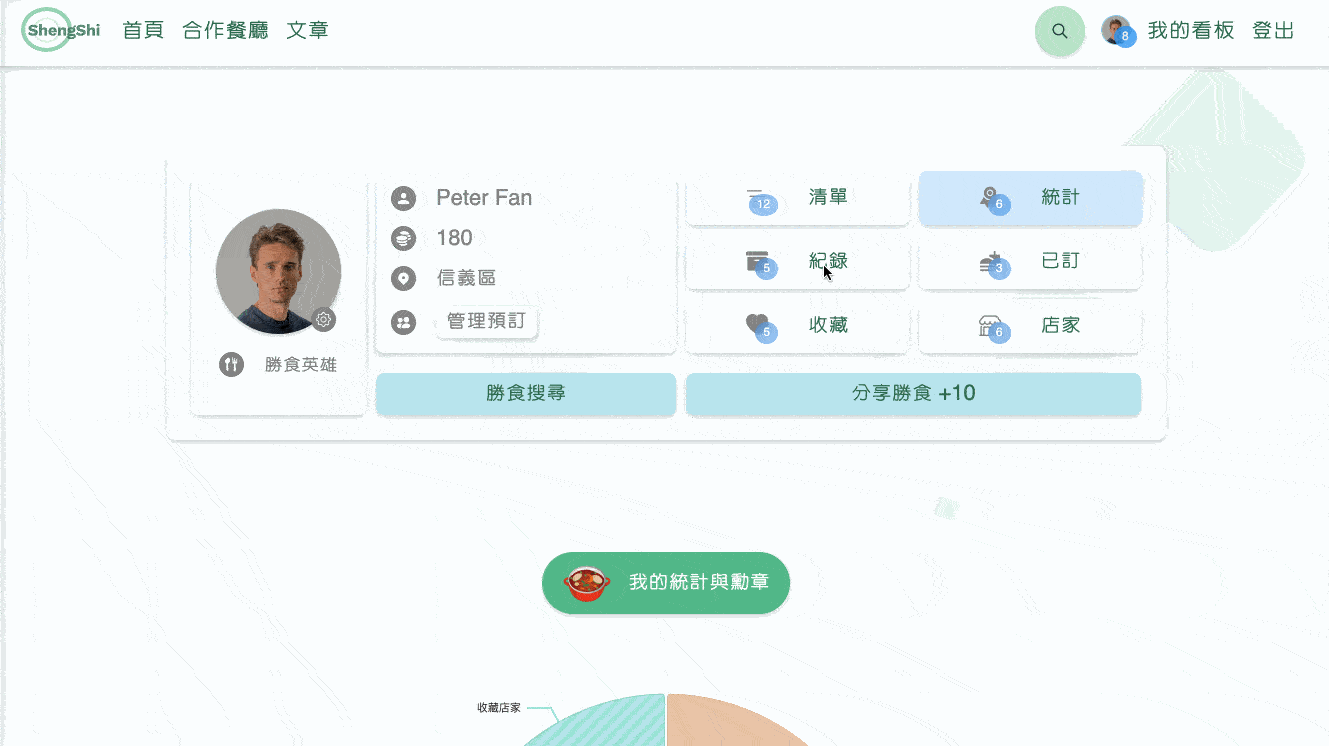 ShengShi 首頁 合作餐廳 文章 8 我的看板 登出
Peter Fan
180
信義區
管理預訂
勝食英雄
12 清單
6 統計
5 紀錄
3 已訂
5 收藏
6 店家
勝食搜尋
分享勝食 +10
我的統計與勳章
收藏店家